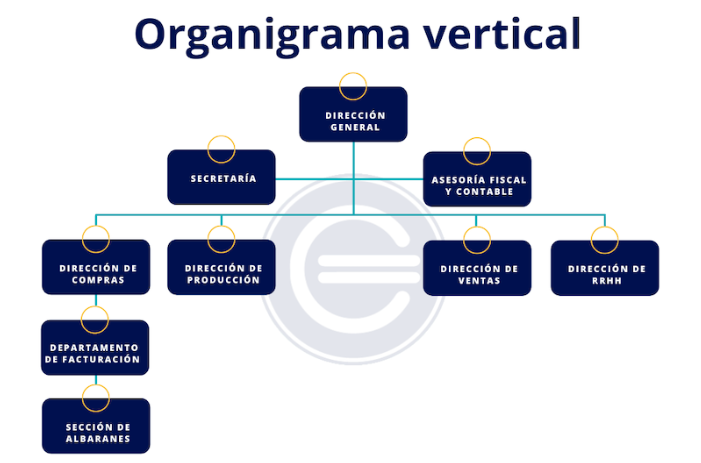 Organigrama vertical
DIRECCIÓN
GENERAL
SECRETARÍA
ASESORÍA FISCAL
Y CONTABLE
DIRECCIÓN DE
COMPRAS
DIRECCIÓN DE
PRODUCCIÓN
DIRECCIÓN DE
VENTAS
DIRECCIÓN DE
RRHH
DEPARTAMENTO
DE FACTURACIÓN
SECCIÓN DE
ALBARANES